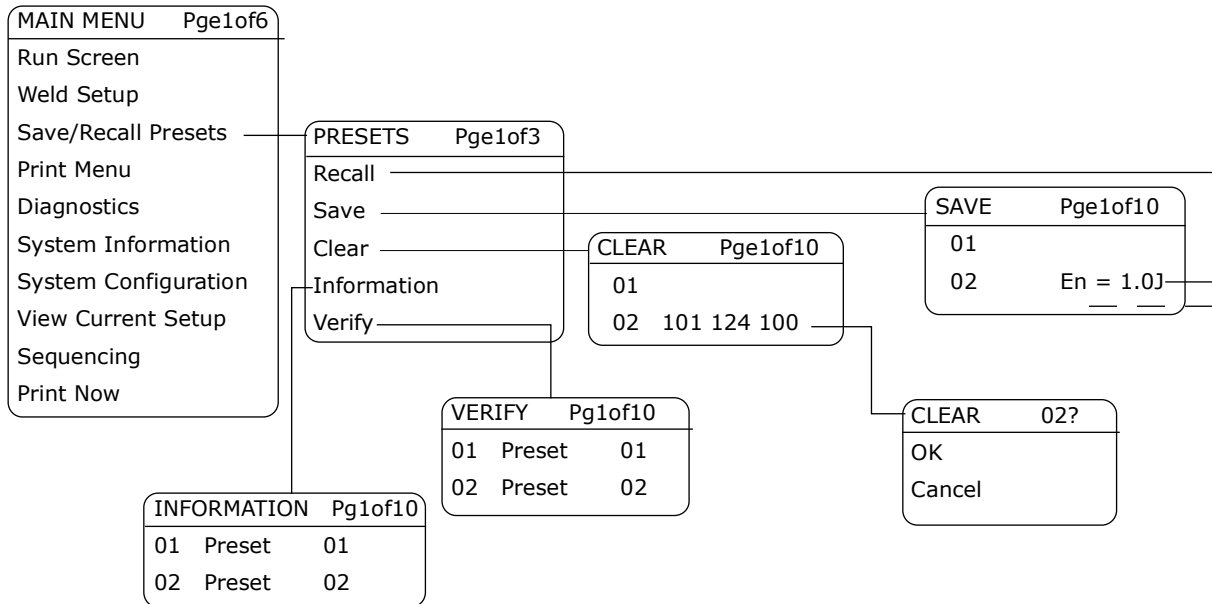 MAIN MENU Pge1of6
Run Screen
Weld Setup
Save/Recall Presets
Print Menu
Diagnostics
System Information
System Configuration
View Current Setup
Sequencing
Print Now
PRESETS Pge1of3
Recall
Save
Clear
Information
Verify
SAVE Pge1of10
01
02 En = 1.0J
CLEAR Pge1of10
01
02 101 124 100
CLEAR 02?
OK
Cancel
VERIFY Pg1of10
01 Preset 01
02 Preset 02
INFORMATION Pg1of10
01 Preset 01
02 Preset 02